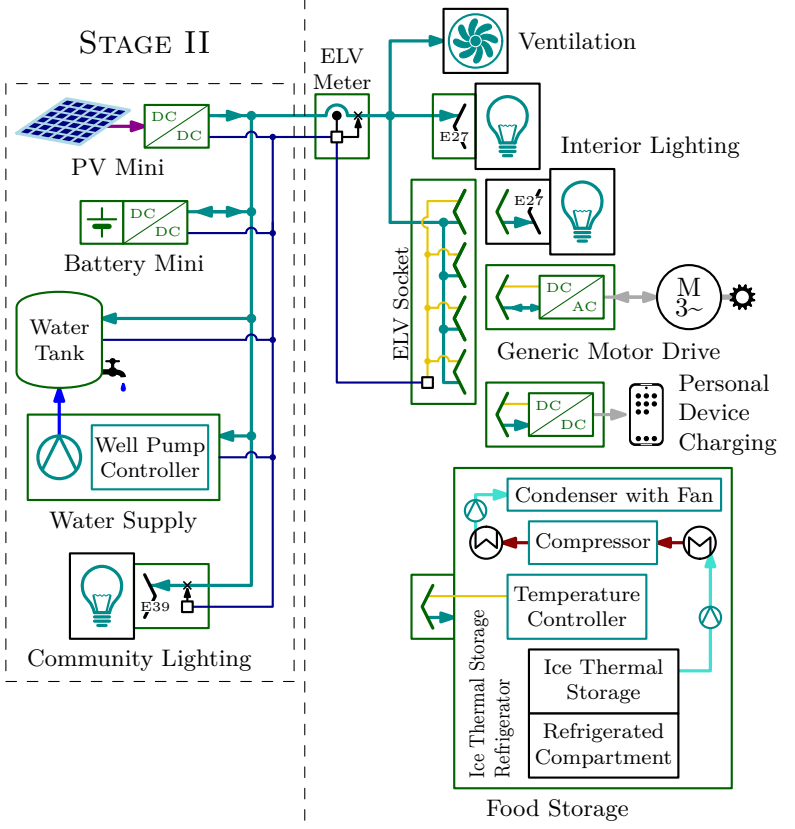 STAGE II
ELV
Meter
Ventilation
DC
DC
PV Mini
E27
Interior Lighting
E27
DC
DC
Battery Mini
ELV Socket
Water
Tank
DC
AC
M
3~
Generic Motor Drive
DC
DC
Personal
Device
Charging
Well Pump
Controller
Water Supply
E39
Community Lighting
Condenser with Fan
Compressor
Temperature
Controller
Ice Thermal Storage
Refrigerator
Ice Thermal
Storage
Refrigerated
Compartment
Food Storage